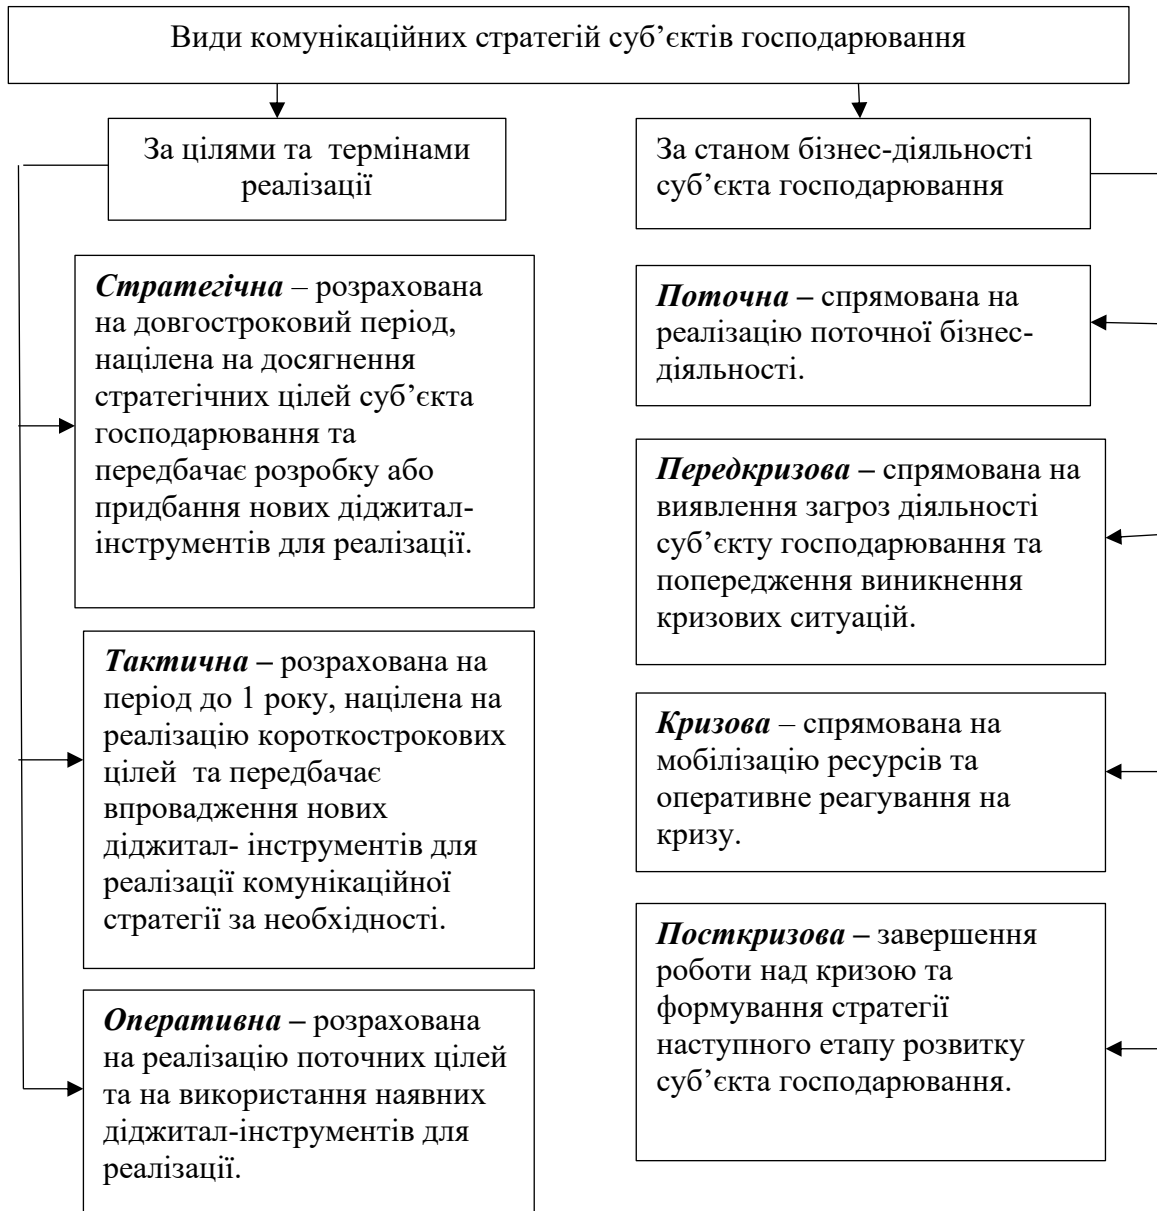 Види комунікаційних стратегій суб’єктів господарювання
За цілями та термінами
реалізації
Стратегічна – розрахована
на довгостроковий період,
націлена на досягнення
стратегічних цілей суб’єкта
господарювання та
передбачає розробку або
придбання нових діджитал-
інструментів для реалізації.
Тактична – розрахована на
період до 1 року, націлена на
реалізацію короткострокових
цілей та передбачає
впровадження нових
діджитал- інструментів для
реалізації комунікаційної
стратегії за необхідності.
Оперативна – розрахована
на реалізацію поточних цілей
та на використання наявних
діджитал-інструментів для
реалізації.
За станом бізнес-діяльності
суб’єкта господарювання
Поточна – спрямована на
реалізацію поточної бізнес-
діяльності.
Передкризова – спрямована на
виявлення загроз діяльності
суб’єкту господарювання та
попередження виникнення
кризових ситуацій.
Кризова – спрямована на
мобілізацію ресурсів та
оперативне реагування на
кризу.
Посткризова – завершення
роботи над кризою та
формування стратегії
наступного етапу розвитку
суб’єкта господарювання.